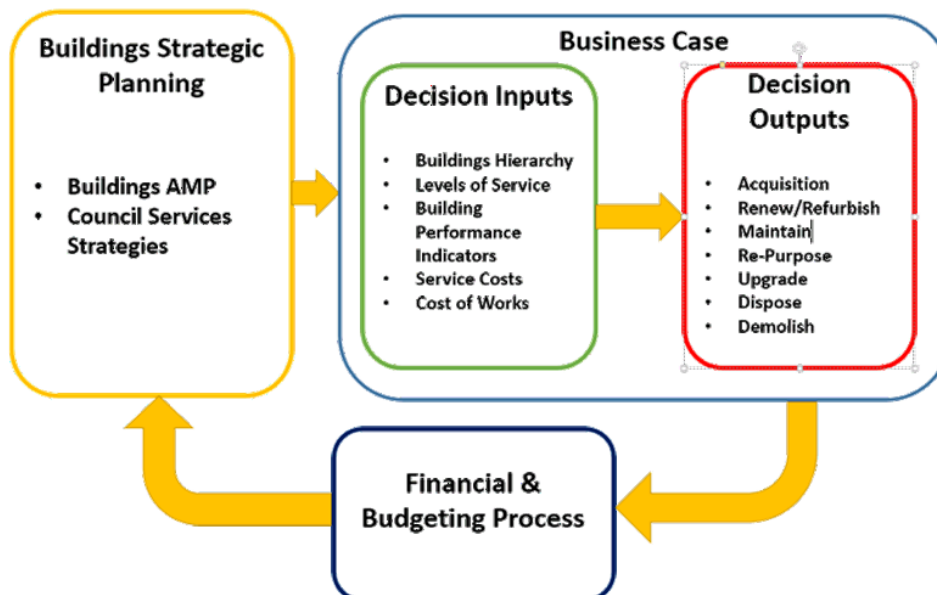 Buildings Strategic
Planning
• Buildings AMP
• Council Services
Strategies
Business Case
Decision Inputs
• Buildings Hierarchy
• Levels of Service
• Building
Performance
Indicators
• Service Costs
• Cost of Works
Decision
Outputs
• Acquisition
• Renew/Refurbish
• Maintain
• Re-Purpose
• Upgrade
• Dispose
• Demolish
Financial &
Budgeting Process